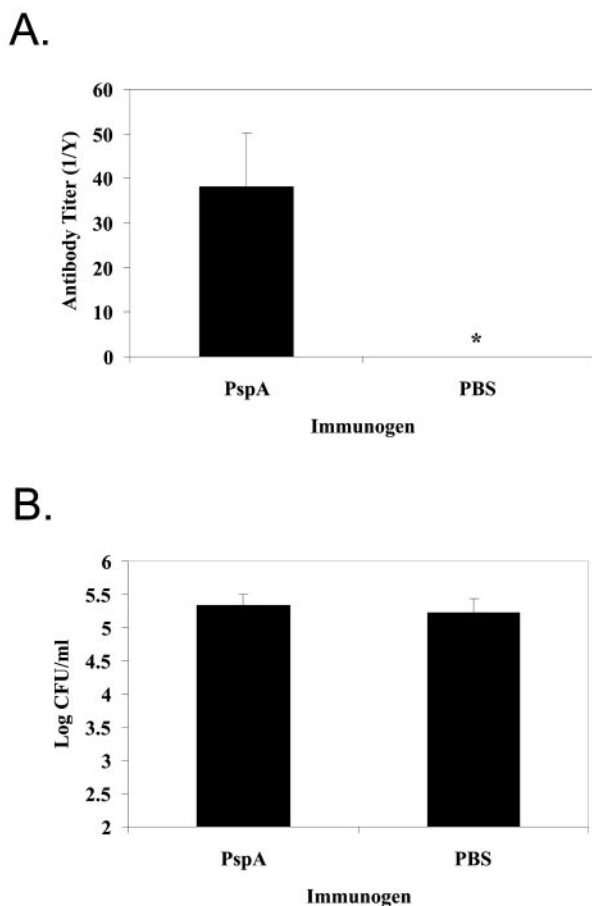 A.
Antibody Titer (1/Y)
60
50
40
30
20
10
0
*
PspA PBS
Immunogen
B.
Log CFU/ml
6
5.5
5
4.5
4
3.5
3
2.5
2
PspA PBS
Immunogen